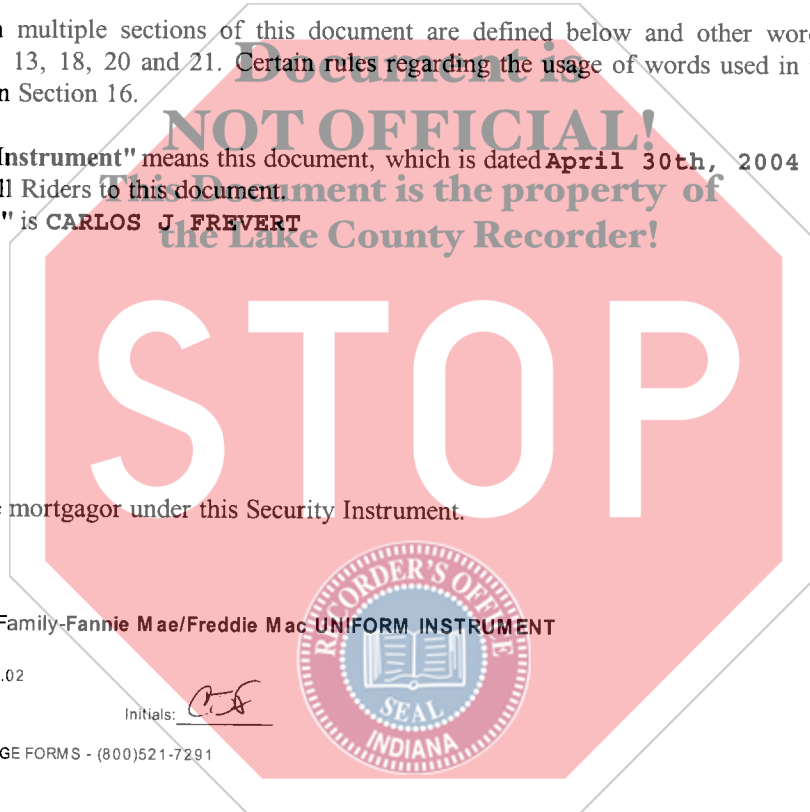 multiple sections of this document are defined below and other wor
13, 18, 20 and 21. Certain rules regarding the usage of words used in
n Section 16.
Document is
NOT OFFICIAL!
This Document is the property of
the Lake County Recorder!
Instrument" means this document, which is dated April 30th, 2004
ll Riders to this document.
" is CARLOS J FREVERT
STOP
mortgagor under this Security Instrument.
Family-Fannie Mae/Freddie Mac UNIFORM INSTRUMENT
.02
Initials: CJF
GE FORMS - (800)521-7291
RECORDER'S OFFICE
SEAL
INDIANA